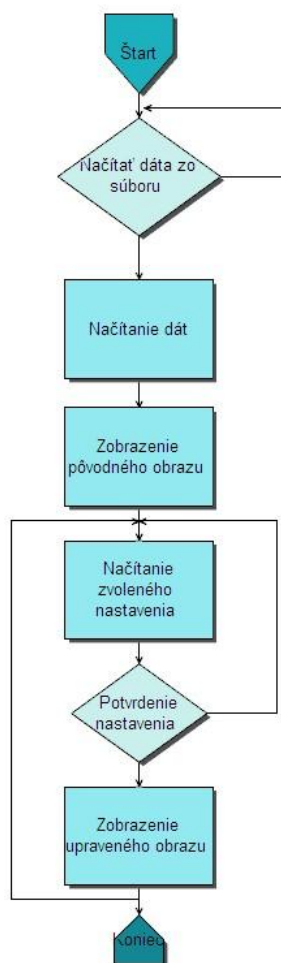 Štart
Načítať dáta zo
súboru
Načítanie dát
Zobrazenie
pôvodného obrazu
Načítanie
zvoleného
nastavenia
Potvrdenie
nastavenia
Zobrazenie
upraveného obrazu
Koniec